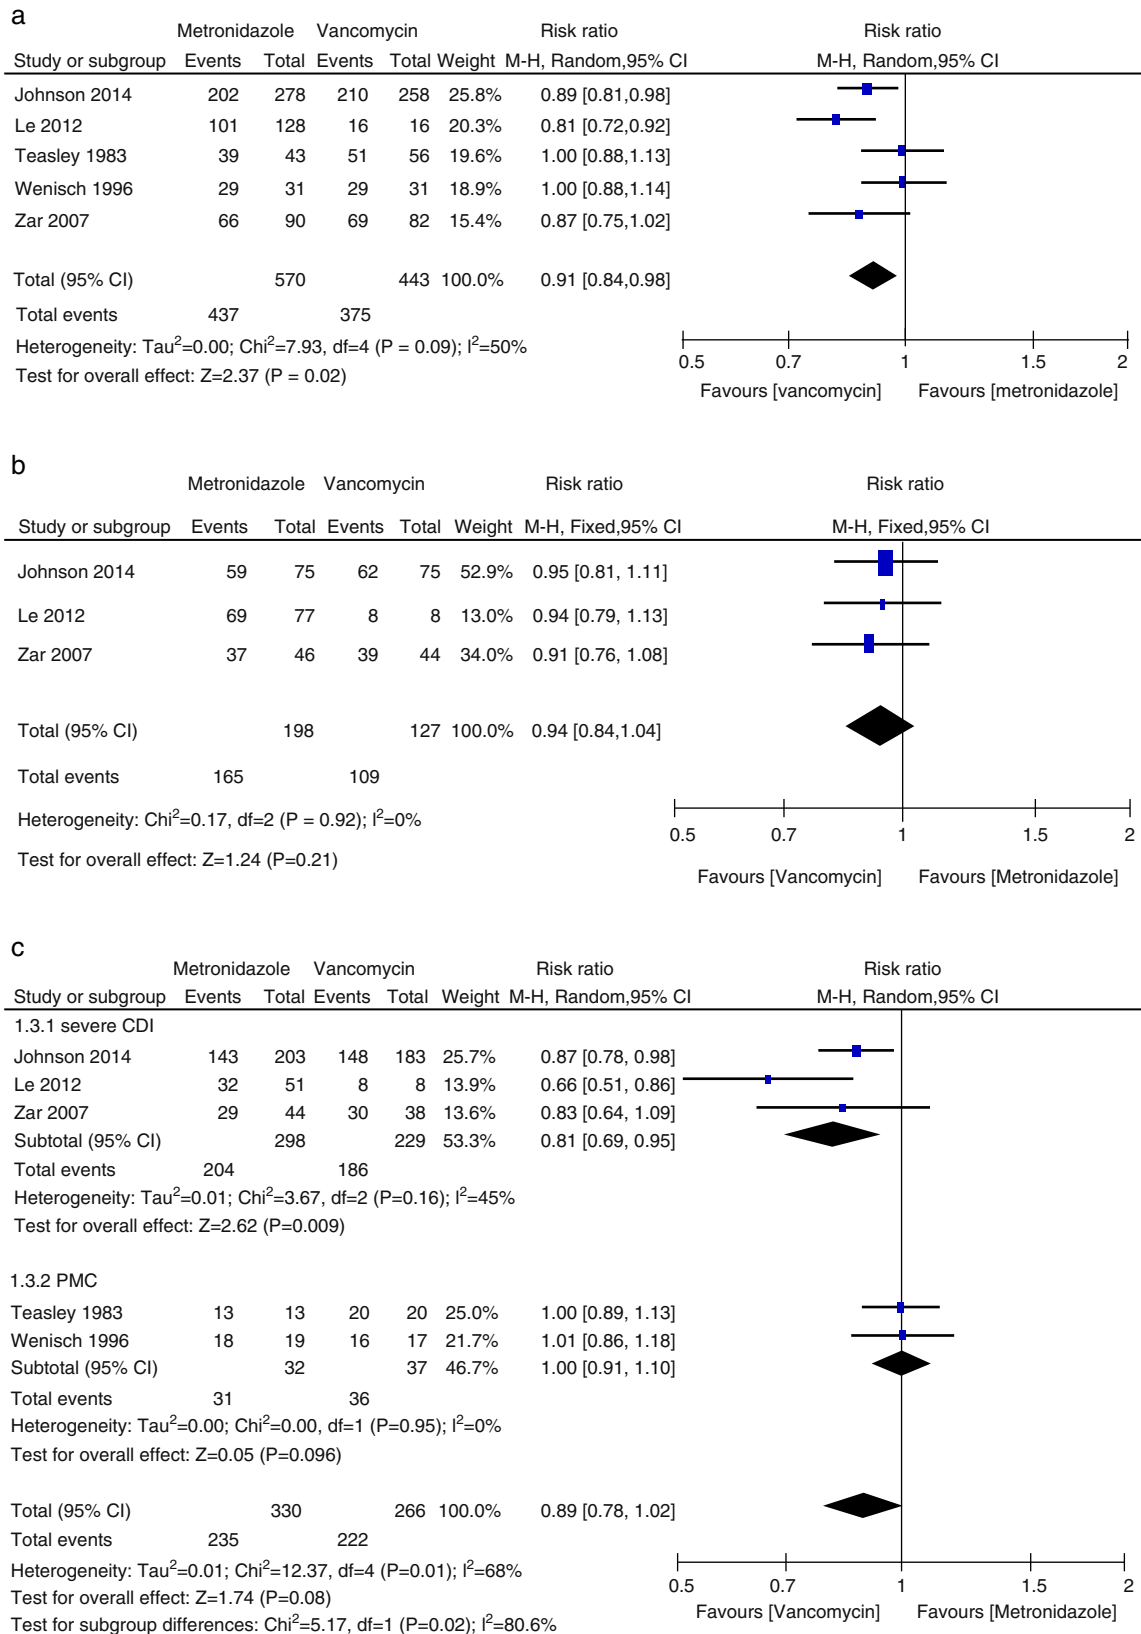 a
Metronidazole Vancomycin Risk ratio Risk ratio
Study or subgroup Events Total Events Total Weight M-H, Random,95% CI M-H, Random,95% CI
Johnson 2014 202 278 210 258 25.8% 0.89 [0.81,0.98]
Le 2012 101 128 16 16 20.3% 0.81 [0.72,0.92]
Teasley 1983 39 43 51 56 19.6% 1.00 [0.88,1.13]
Wenisch 1996 29 31 29 31 18.9% 1.00 [0.88,1.14]
Zar 2007 66 90 69 82 15.4% 0.87 [0.75,1.02]
Total (95% CI) 570 443 100.0% 0.91 [0.84,0.98]
Total events 437 375
Heterogeneity: Tau²=0.00; Chi²=7.93, df=4 (P = 0.09); I²=50%
Test for overall effect: Z=2.37 (P = 0.02)
0.5 0.7 1 1.5 2
Favours [vancomycin] Favours [metronidazole]
b
Metronidazole Vancomycin Risk ratio Risk ratio
Study or subgroup Events Total Events Total Weight M-H, Fixed,95% CI M-H, Fixed,95% CI
Johnson 2014 59 75 62 75 52.9% 0.95 [0.81, 1.11]
Le 2012 69 77 8 8 13.0% 0.94 [0.79, 1.13]
Zar 2007 37 46 39 44 34.0% 0.91 [0.76, 1.08]
Total (95% CI) 198 127 100.0% 0.94 [0.84,1.04]
Total events 165 109
Heterogeneity: Chi²=0.17, df=2 (P = 0.92); I²=0%
Test for overall effect: Z=1.24 (P=0.21)
0.5 0.7 1 1.5 2
Favours [Vancomycin] Favours [Metronidazole]
c
Metronidazole Vancomycin Risk ratio Risk ratio
Study or subgroup Events Total Events Total Weight M-H, Random,95% CI M-H, Random,95% CI
1.3.1 severe CDI
Johnson 2014 143 203 148 183 25.7% 0.87 [0.78, 0.98]
Le 2012 32 51 8 8 13.9% 0.66 [0.51, 0.86]
Zar 2007 29 44 30 38 13.6% 0.83 [0.64, 1.09]
Subtotal (95% CI) 298 229 53.3% 0.81 [0.69, 0.95]
Total events 204 186
Heterogeneity: Tau²=0.01; Chi²=3.67, df=2 (P=0.16); I²=45%
Test for overall effect: Z=2.62 (P=0.009)
1.3.2 PMC
Teasley 1983 13 13 20 20 25.0% 1.00 [0.89, 1.13]
Wenisch 1996 18 19 16 17 21.7% 1.01 [0.86, 1.18]
Subtotal (95% CI) 32 37 46.7% 1.00 [0.91, 1.10]
Total events 31 36
Heterogeneity: Tau²=0.00; Chi²=0.00, df=1 (P=0.95); I²=0%
Test for overall effect: Z=0.05 (P=0.096)
Total (95% CI) 330 266 100.0% 0.89 [0.78, 1.02]
Total events 235 222
Heterogeneity: Tau²=0.01; Chi²=12.37, df=4 (P=0.01); I²=68%
Test for overall effect: Z=1.74 (P=0.08)
Test for subgroup differences: Chi²=5.17, df=1 (P=0.02); I²=80.6%
0.5 0.7 1 1.5 2
Favours [Vancomycin] Favours [Metronidazole]